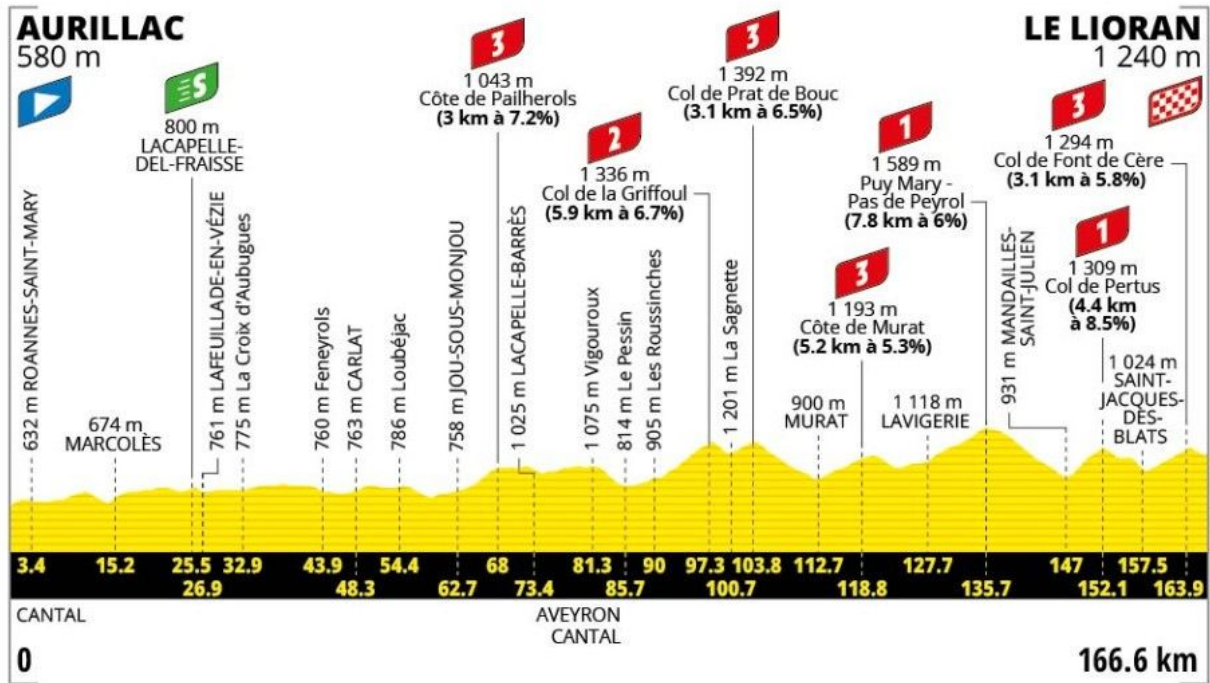 AURILLAC
580 m
S
800 m
LACAPELLE-
DEL-FRAISSE
3
1 043 m
Côte de Pailherols
(3 km à 7.2%)
2
1 336 m
Col de la Griffoul
(5.9 km à 6.7%)
3
1 392 m
Col de Prat de Bouc
(3.1 km à 6.5%)
3
1 193 m
Côte de Murat
(5.2 km à 5.3%)
1
1 589 m
Puy Mary -
Pas de Peyrol
(7.8 km à 6%)
LE LIORAN
1 240 m
3
1 294 m
Col de Font de Cère
(3.1 km à 5.8%)
1
1 309 m
Col de Pertus
(4.4 km
à 8.5%)
632 m ROANNES-SAINT-MARY
674 m
MARCOLÈS
761 m LAFEUILLADE-EN-VÉZIE
775 m La Croix d'Aubugues
760 m Feneyrols
763 m CARLAT
786 m Loubéjac
758 m JOU-SOUS-MONJOU
1 025 m LACAPELLE-BARRÈS
1 075 m Vigouroux
814 m Le Pessin
905 m Les Roussinches
1 201 m La Sagnette
900 m
MURAT
1 118 m
LAVIGERIE
931 m MANDAILLES-
SAINT-JULIEN
1 024 m
SAINT-
JACQUES-
DES-
BLATS
3.4 15.2 25.5 32.9 43.9 54.4 68 81.3 90 97.3 103.8 112.7 127.7 147 157.5
26.9 48.3 62.7 73.4 85.7 100.7 118.8 135.7 152.1 163.9
CANTAL
AVEYRON
CANTAL
0
166.6 km